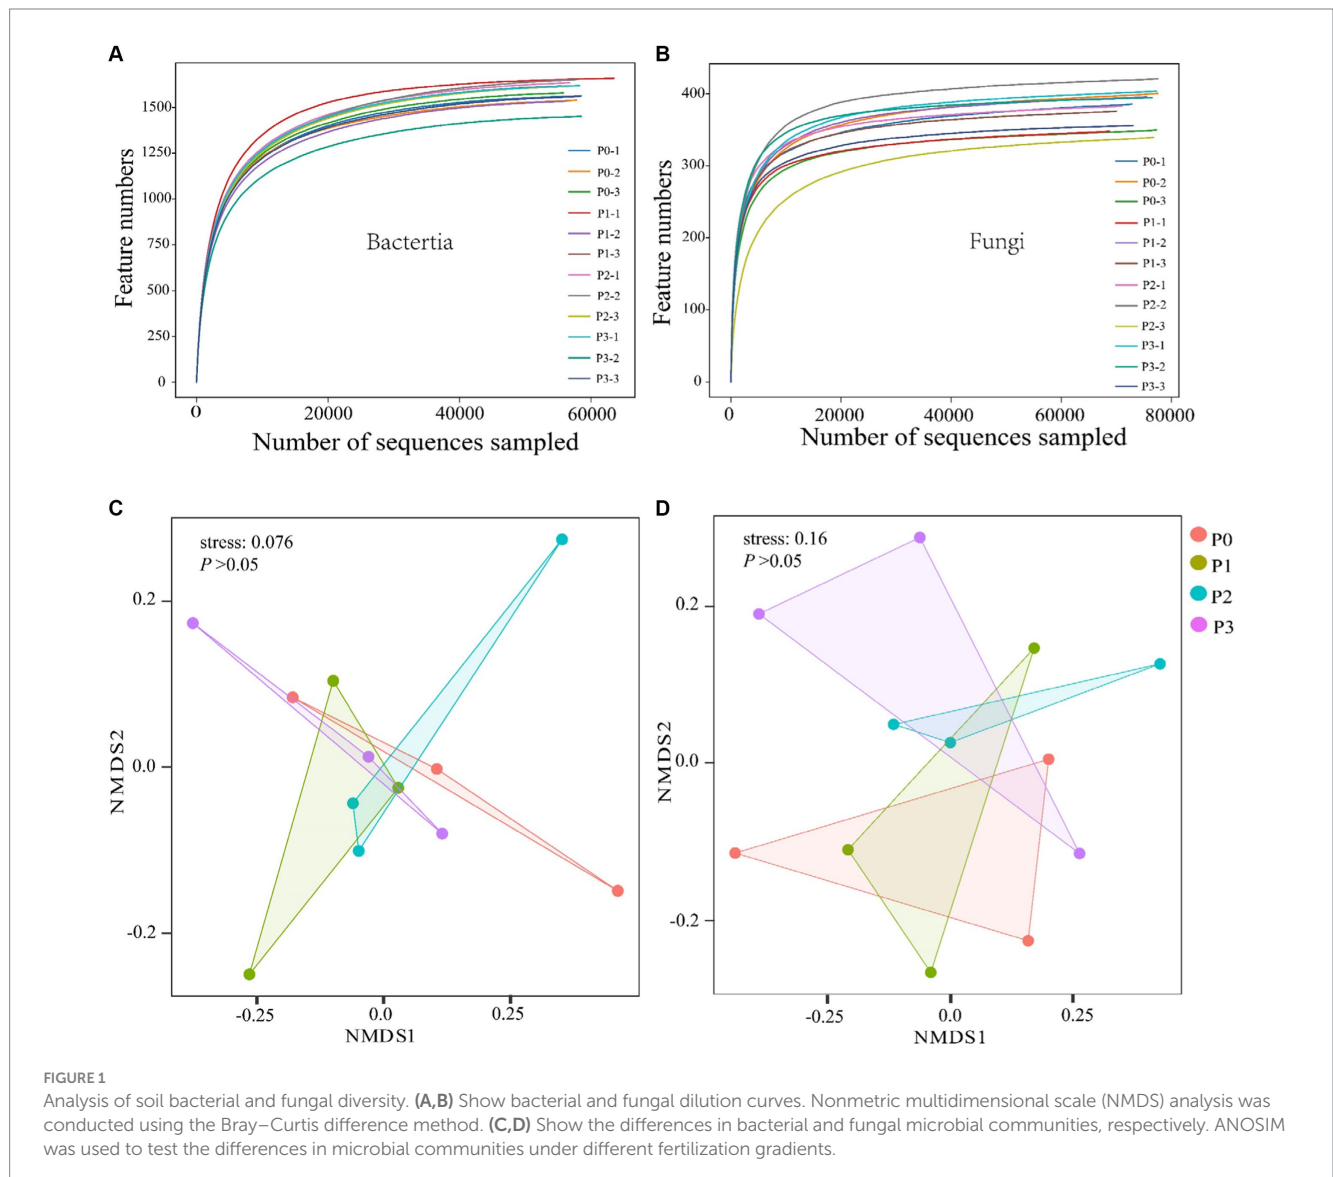 A
Feature numbers
1500
1250
1000
750
500
250
0
Bactertia
P0-1
P0-2
P0-3
P1-1
P1-2
P1-3
P2-1
P2-2
P2-3
P3-1
P3-2
P3-3
0 20000 40000 60000
Number of sequences sampled
B
Feature numbers
400
300
200
100
0
Fungi
P0-1
P0-2
P0-3
P1-1
P1-2
P1-3
P2-1
P2-2
P2-3
P3-1
P3-2
P3-3
0 20000 40000 60000 80000
Number of sequences sampled
C
stress: 0.076
P >0.05
NMDS2
0.2
0.0
-0.2
-0.25 0.0 0.25
NMDS1
D
stress: 0.16
P >0.05
NMDS2
0.2
0.0
-0.2
-0.25 0.0 0.25
NMDS1
P0
P1
P2
P3
FIGURE 1
Analysis of soil bacterial and fungal diversity. (A,B) Show bacterial and fungal dilution curves. Nonmetric multidimensional scale (NMDS) analysis was
conducted using the Bray–Curtis difference method. (C,D) Show the differences in bacterial and fungal microbial communities, respectively. ANOSIM
was used to test the differences in microbial communities under different fertilization gradients.